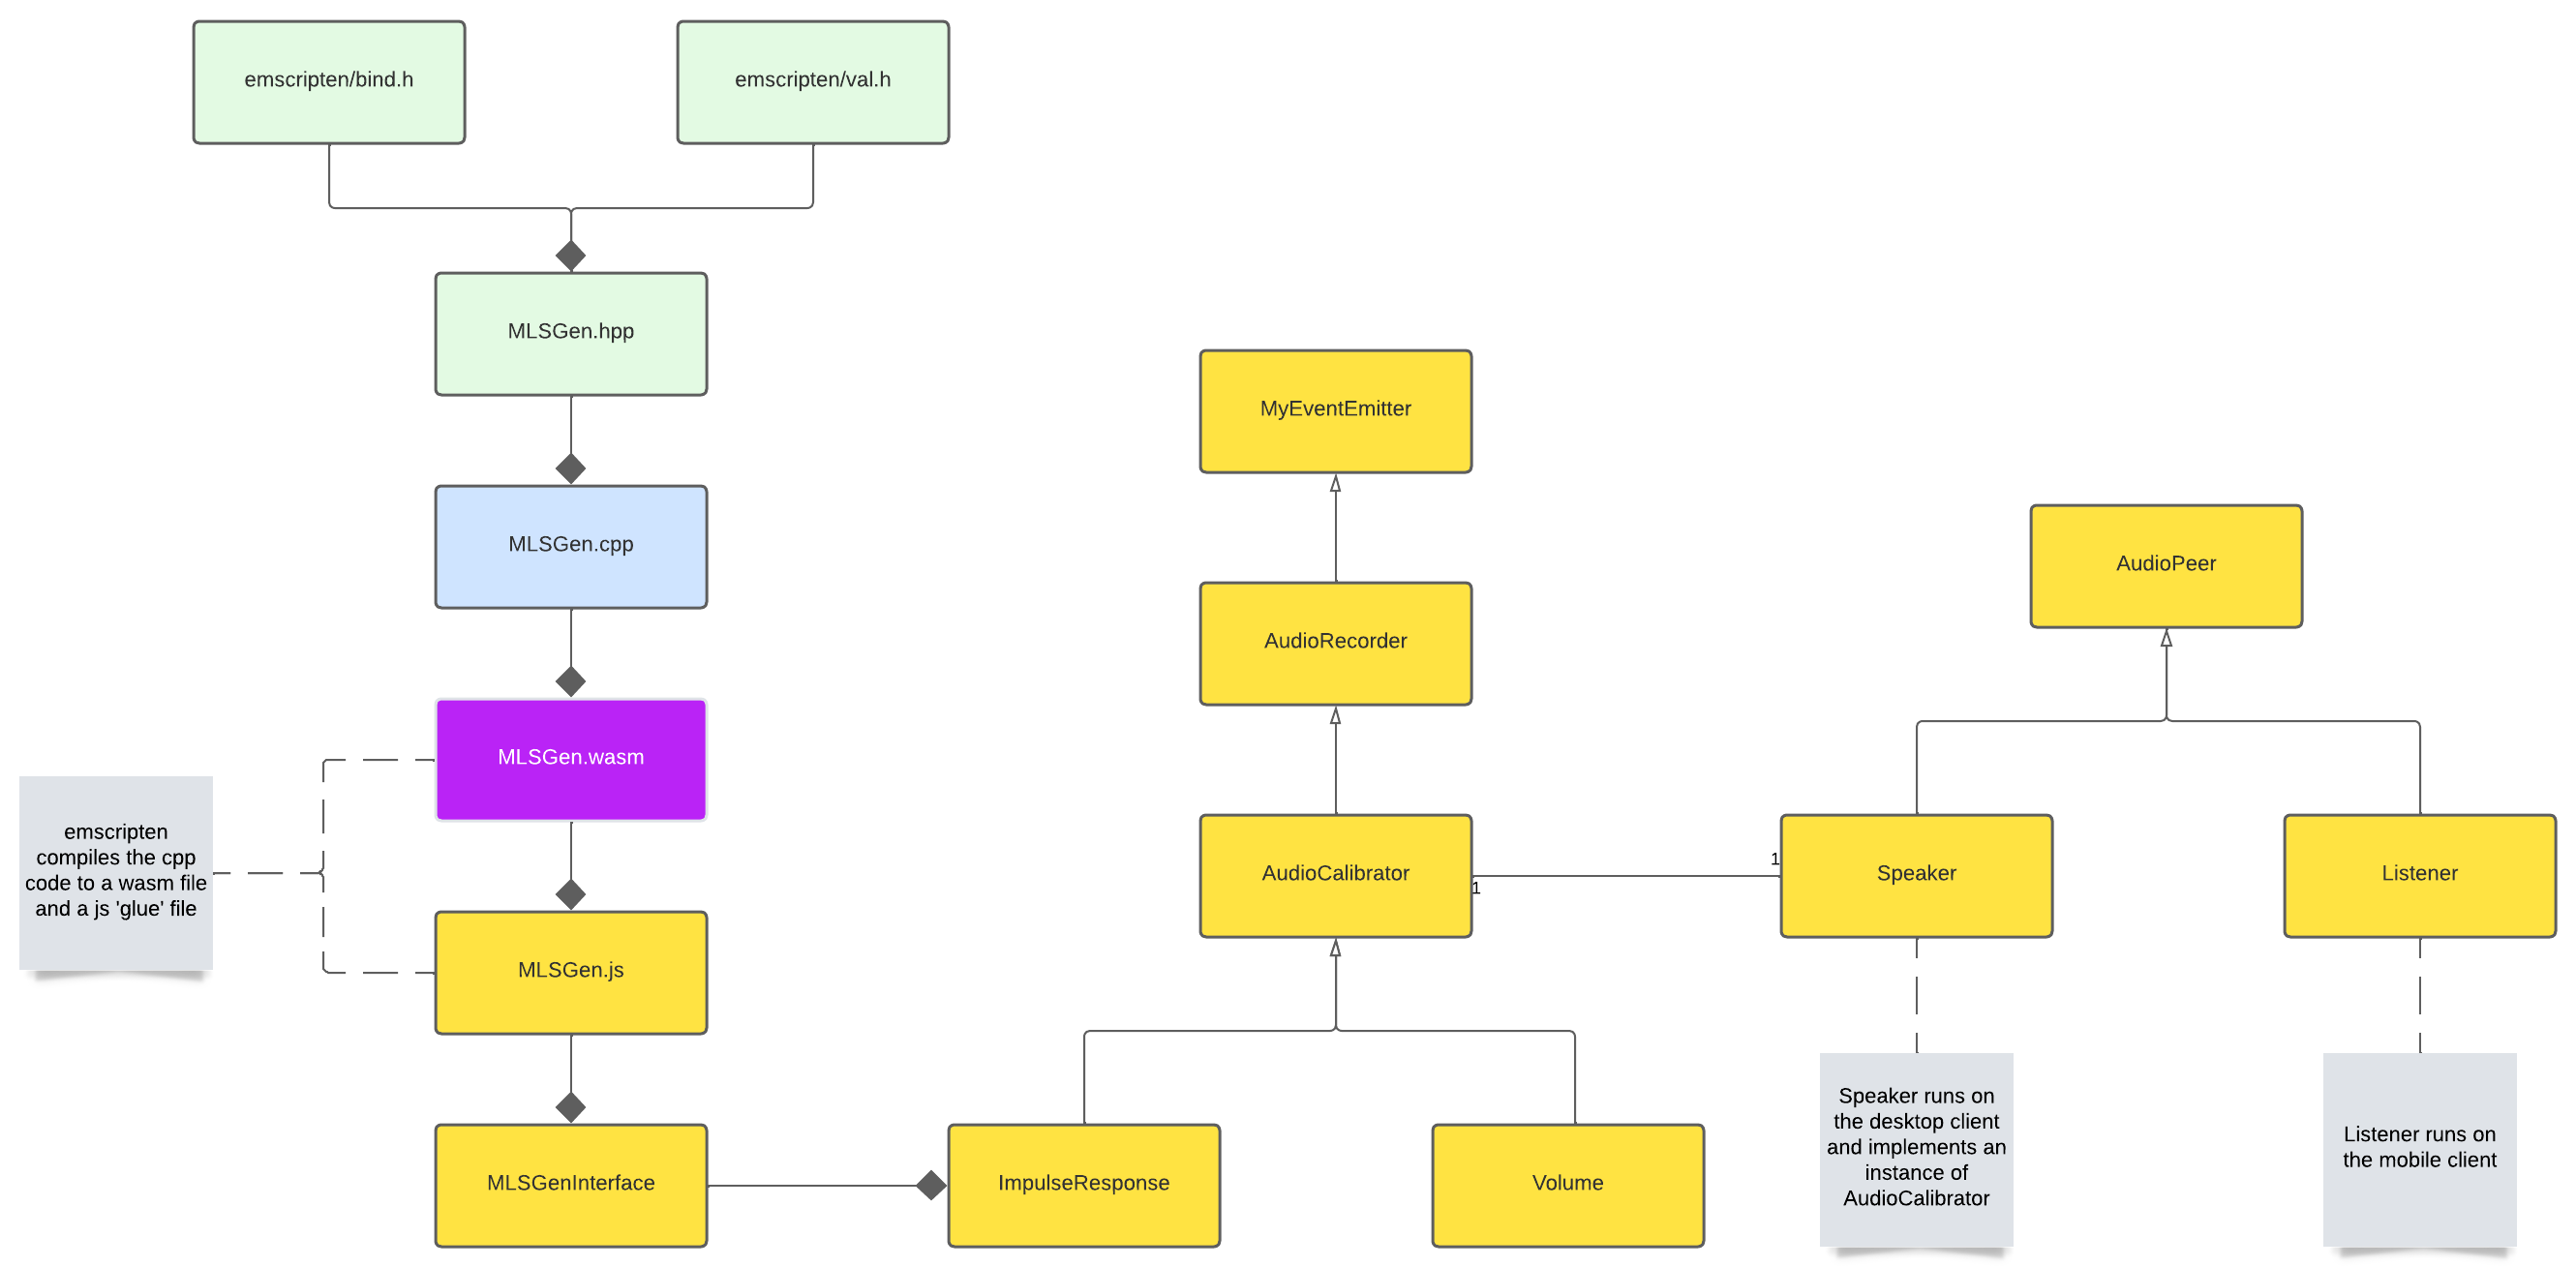 emscripten/bind.h
emscripten/val.h
MLSGen.hpp
MyEventEmitter
MLSGen.cpp
AudioPeer
AudioRecorder
MLSGen.wasm
emscripten
compiles the cpp
code to a wasm file
and a js 'glue' file
AudioCalibrator
1
1
Speaker
Listener
MLSGen.js
MLSGenInterface
ImpulseResponse
Volume
Speaker runs on
the desktop client
and implements an
instance of
AudioCalibrator
Listener runs on
the mobile client